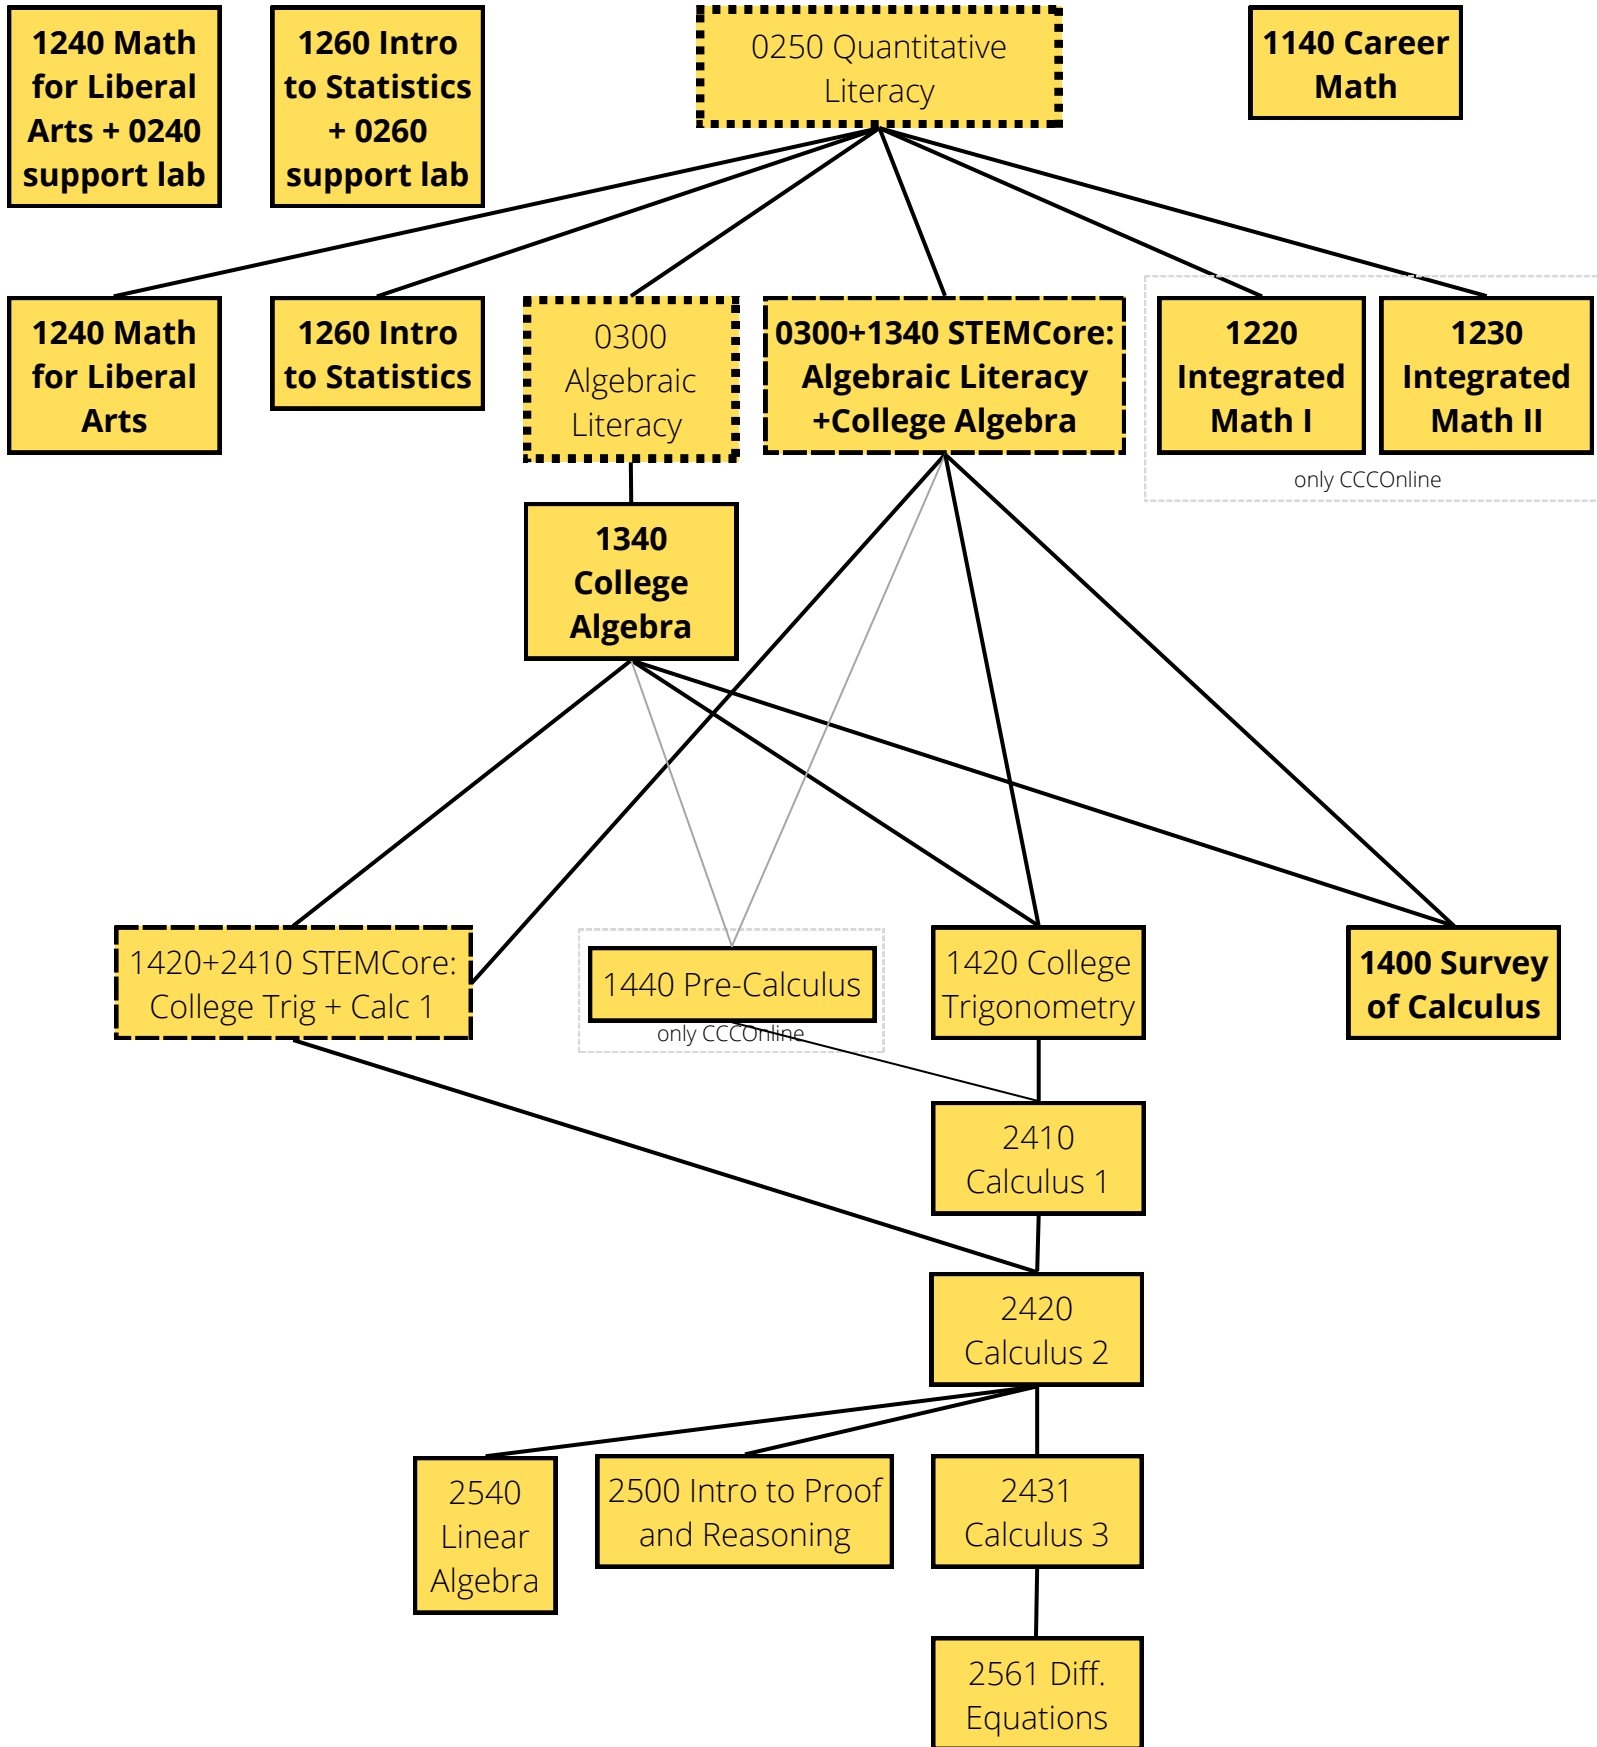 1240 Math
for Liberal
Arts + 0240
support lab
1260 Intro
to Statistics
+ 0260
support lab
0250 Quantitative
Literacy
1140 Career
Math
1240 Math
for Liberal
Arts
1260 Intro
to Statistics
0300
Algebraic
Literacy
0300+1340 STEMCore:
Algebraic Literacy
+College Algebra
1220
Integrated
Math I
1230
Integrated
Math II
only CCCOnline
1340
College
Algebra
1420+2410 STEMCore:
College Trig + Calc 1
1440 Pre-Calculus
only CCCOnline
1420 College
Trigonometry
1400 Survey
of Calculus
2410
Calculus 1
2420
Calculus 2
2540
Linear
Algebra
2500 Intro to Proof
and Reasoning
2431
Calculus 3
2561 Diff.
Equations